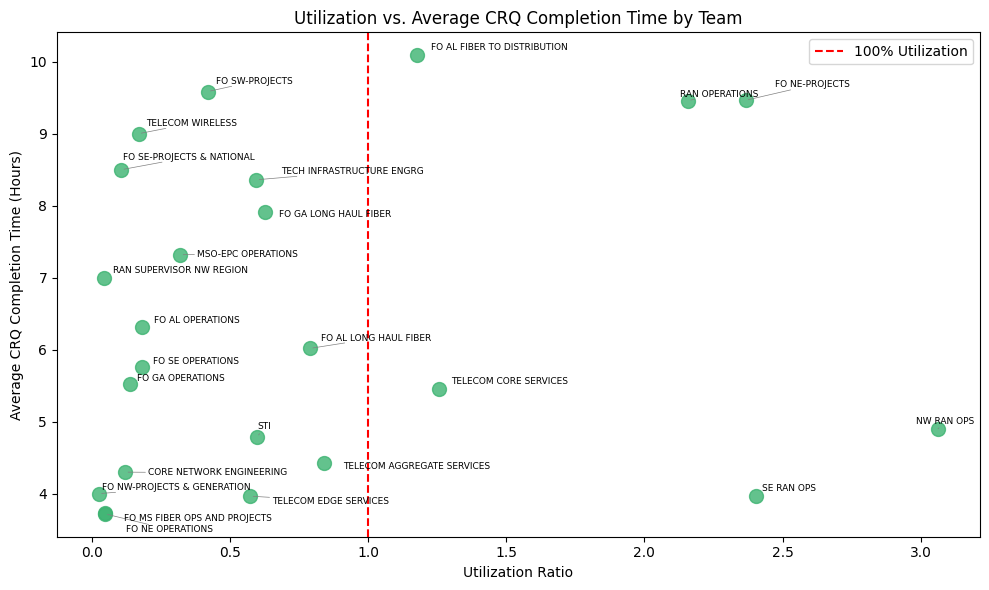 Utilization vs. Average CRQ Completion Time by Team
100% Utilization
FO AL FIBER TO DISTRIBUTION
FO SW-PROJECTS
FO NE-PROJECTS
RAN OPERATIONS
TELECOM WIRELESS
FO SE-PROJECTS & NATIONAL
TECH INFRASTRUCTURE ENGRG
FO GA LONG HAUL FIBER
MSO-EPC OPERATIONS
RAN SUPERVISOR NW REGION
FO AL OPERATIONS
FO AL LONG HAUL FIBER
FO SE OPERATIONS
FO GA OPERATIONS
TELECOM CORE SERVICES
STI
NW RAN OPS
TELECOM AGGREGATE SERVICES
CORE NETWORK ENGINEERING
FO NW-PROJECTS & GENERATION
SE RAN OPS
TELECOM EDGE SERVICES
FO MS FIBER OPS AND PROJECTS
FO NE OPERATIONS
Average CRQ Completion Time (Hours)
10
9
8
7
6
5
4
0.0 0.5 1.0 1.5 2.0 2.5 3.0
Utilization Ratio